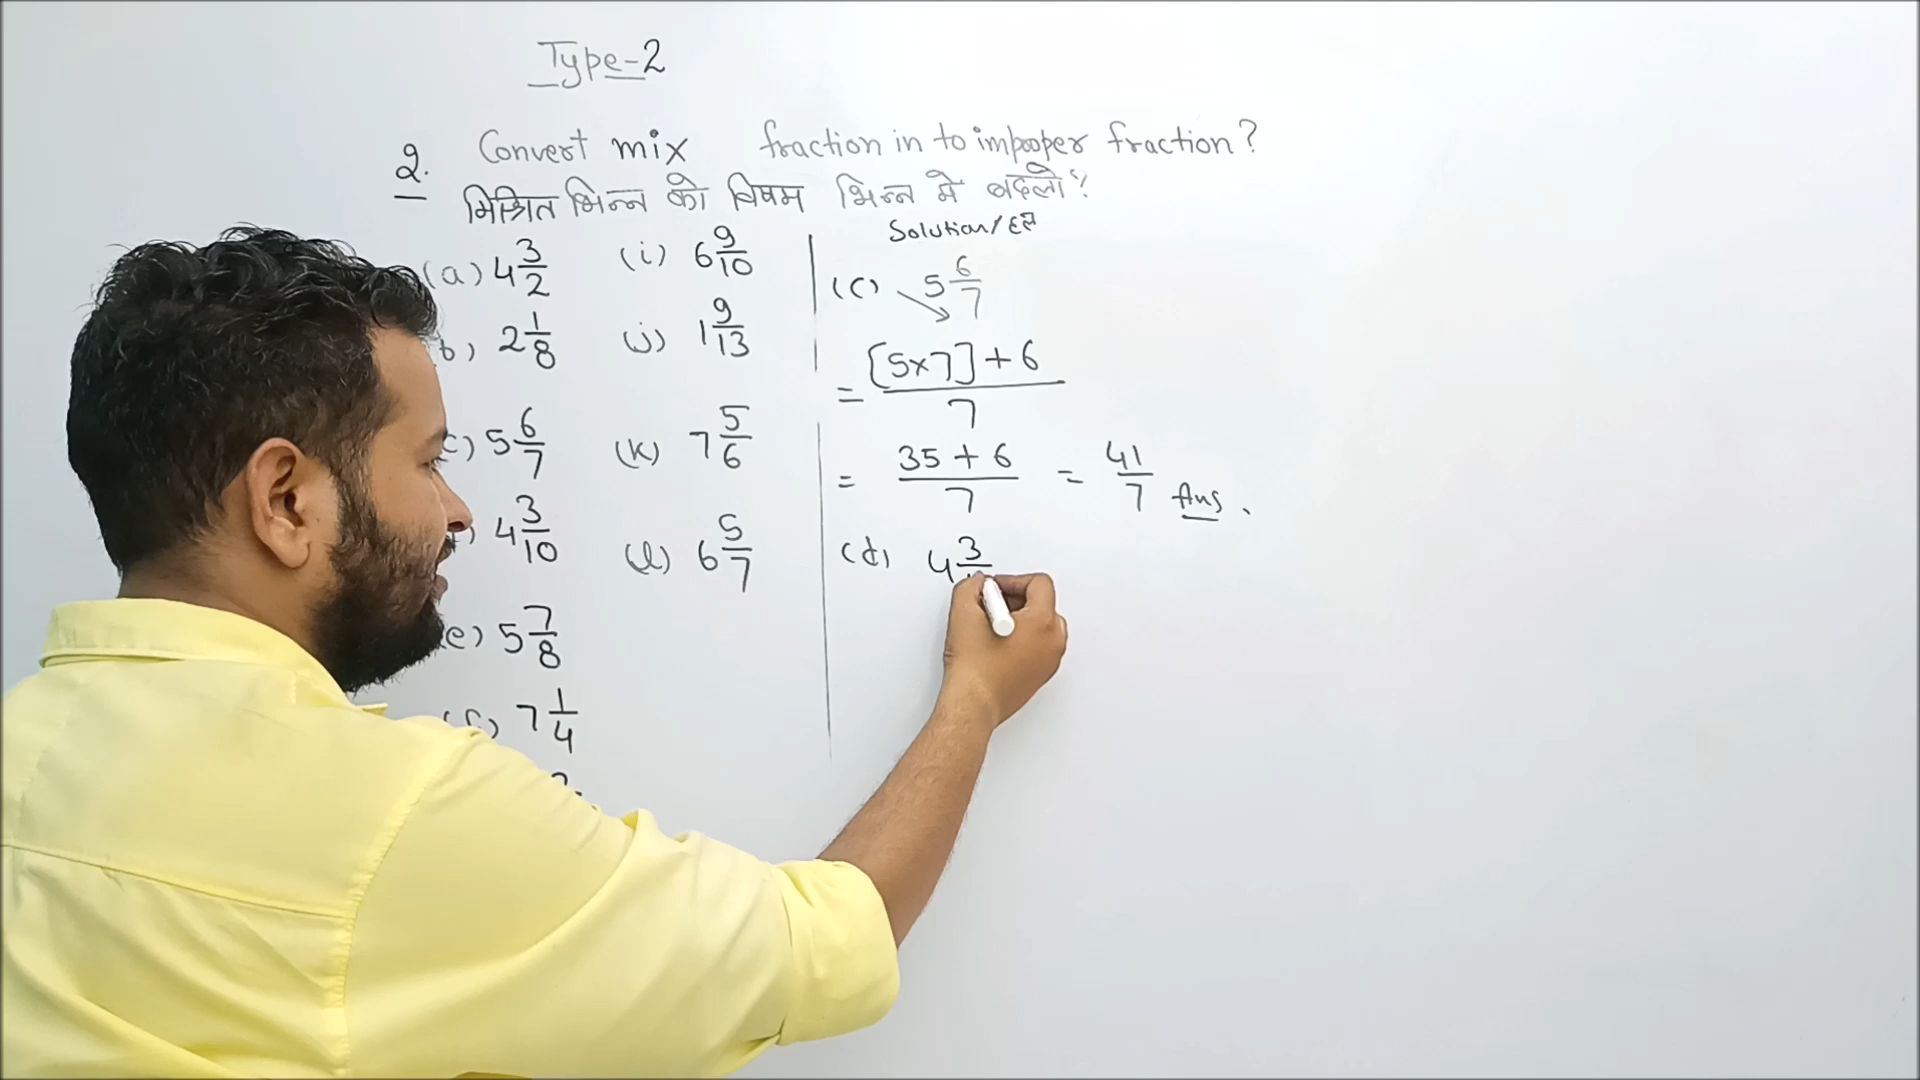 Type-2
2. Convert mix fraction in to improper fraction?
मिश्रित भिन्न को विषम भिन्न में बदलो?
Solution/हल
(a) 4 3/2
b) 2 1/8
c) 5 6/7
) 4 3/10
e) 5 7/8
(f) 7 1/4
(i) 6 9/10
(j) 1 9/13
(k) 7 5/6
(l) 6 5/7
(c) 5 6/7
= [5×7]+6/7
= 35+6/7 = 41/7 Ans.
(d) 4 3/